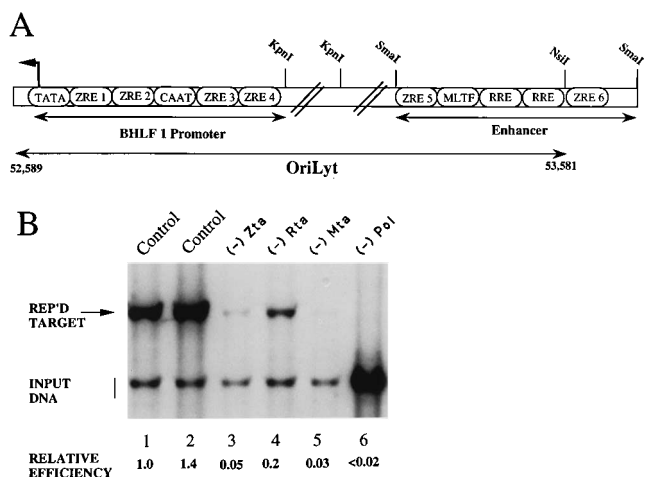 A
KpnI KpnI SmaI NsiI SmaI
TATA ZRE 1 ZRE 2 CAAT ZRE 3 ZRE 4 ZRE 5 MLTF RRE RRE ZRE 6
BHLF 1 Promoter Enhancer
52,589 OriLyt 53,581
B
Control Control (-) Zta (-) Rta (-) Mta (-) Pol
REP'D
TARGET
INPUT
DNA
1 2 3 4 5 6
RELATIVE
EFFICIENCY 1.0 1.4 0.05 0.2 0.03 <0.02